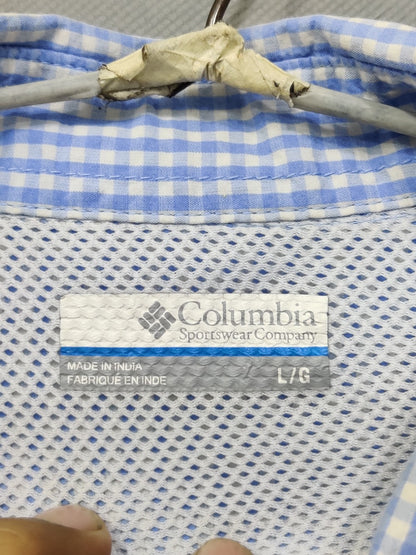 Columbia
Sportswear Company
MADE IN INDIA
FABRIQUÉ EN INDE
L/G